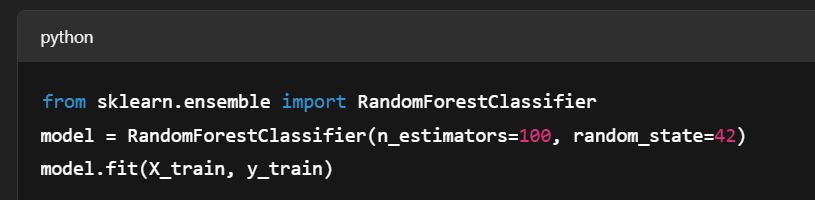 python
from sklearn.ensemble import RandomForestClassifier
model = RandomForestClassifier(n_estimators=100, random_state=42)
model.fit(X_train, y_train)